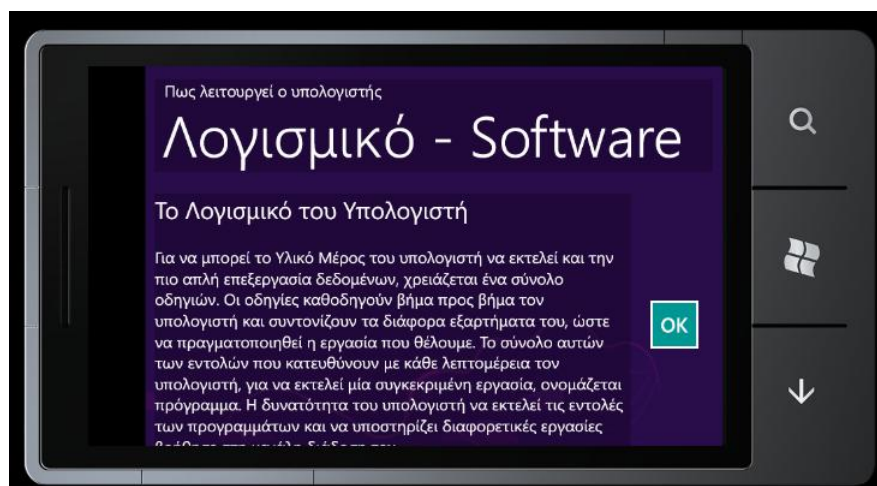 Πως λειτουργεί ο υπολογιστής
Λογισμικό - Software
Το Λογισμικό του Υπολογιστή
Για να μπορεί το Υλικό Μέρος του υπολογιστή να εκτελεί και την
πιο απλή επεξεργασία δεδομένων, χρειάζεται ένα σύνολο
οδηγιών. Οι οδηγίες καθοδηγούν βήμα προς βήμα τον
υπολογιστή και συντονίζουν τα διάφορα εξαρτήματα του, ώστε
να πραγματοποιηθεί η εργασία που θέλουμε. Το σύνολο αυτών
των εντολών που κατευθύνουν με κάθε λεπτομέρεια τον
υπολογιστή, για να εκτελεί μία συγκεκριμένη εργασία, ονομάζεται
πρόγραμμα. Η δυνατότητα του υπολογιστή να εκτελεί τις εντολές
των προγραμμάτων και να υποστηρίζει διαφορετικές εργασίες
OK